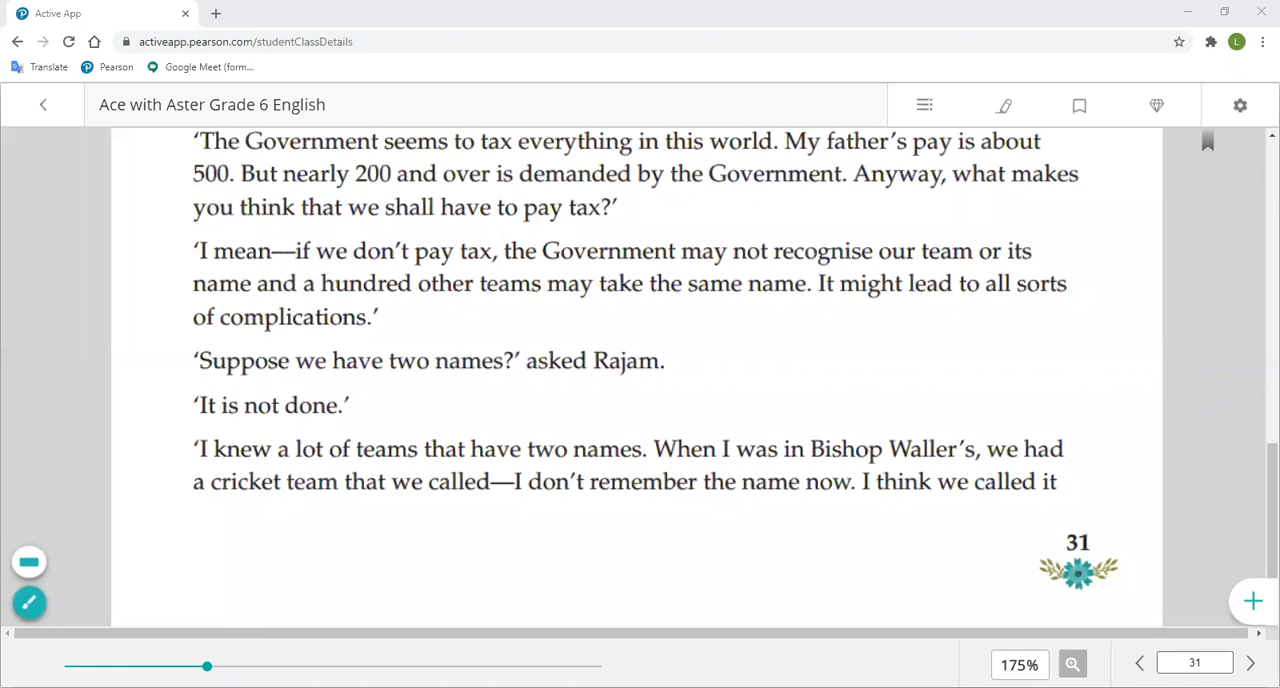 Active App
activeapp.pearson.com/studentClassDetails
L
Translate Pearson Google Meet (form...
Ace with Aster Grade 6 English
‘The Government seems to tax everything in this world. My father’s pay is about
500. But nearly 200 and over is demanded by the Government. Anyway, what makes
you think that we shall have to pay tax?’
‘I mean—if we don’t pay tax, the Government may not recognise our team or its
name and a hundred other teams may take the same name. It might lead to all sorts
of complications.’
‘Suppose we have two names?’ asked Rajam.
‘It is not done.’
‘I knew a lot of teams that have two names. When I was in Bishop Waller’s, we had
a cricket team that we called—I don’t remember the name now. I think we called it
31
175% 31